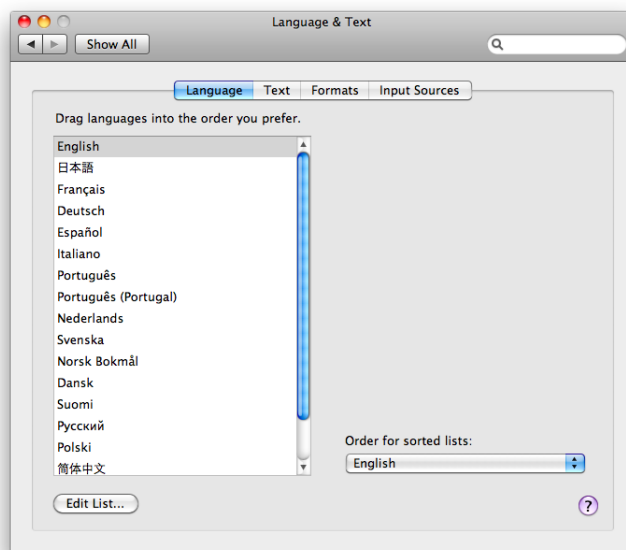 Language & Text
Show All
Language Text Formats Input Sources
Drag languages into the order you prefer.
English
日本語
Français
Deutsch
Español
Italiano
Português
Português (Portugal)
Nederlands
Svenska
Norsk Bokmål
Dansk
Suomi
Русский
Polski
简体中文
Order for sorted lists:
English
Edit List...
?